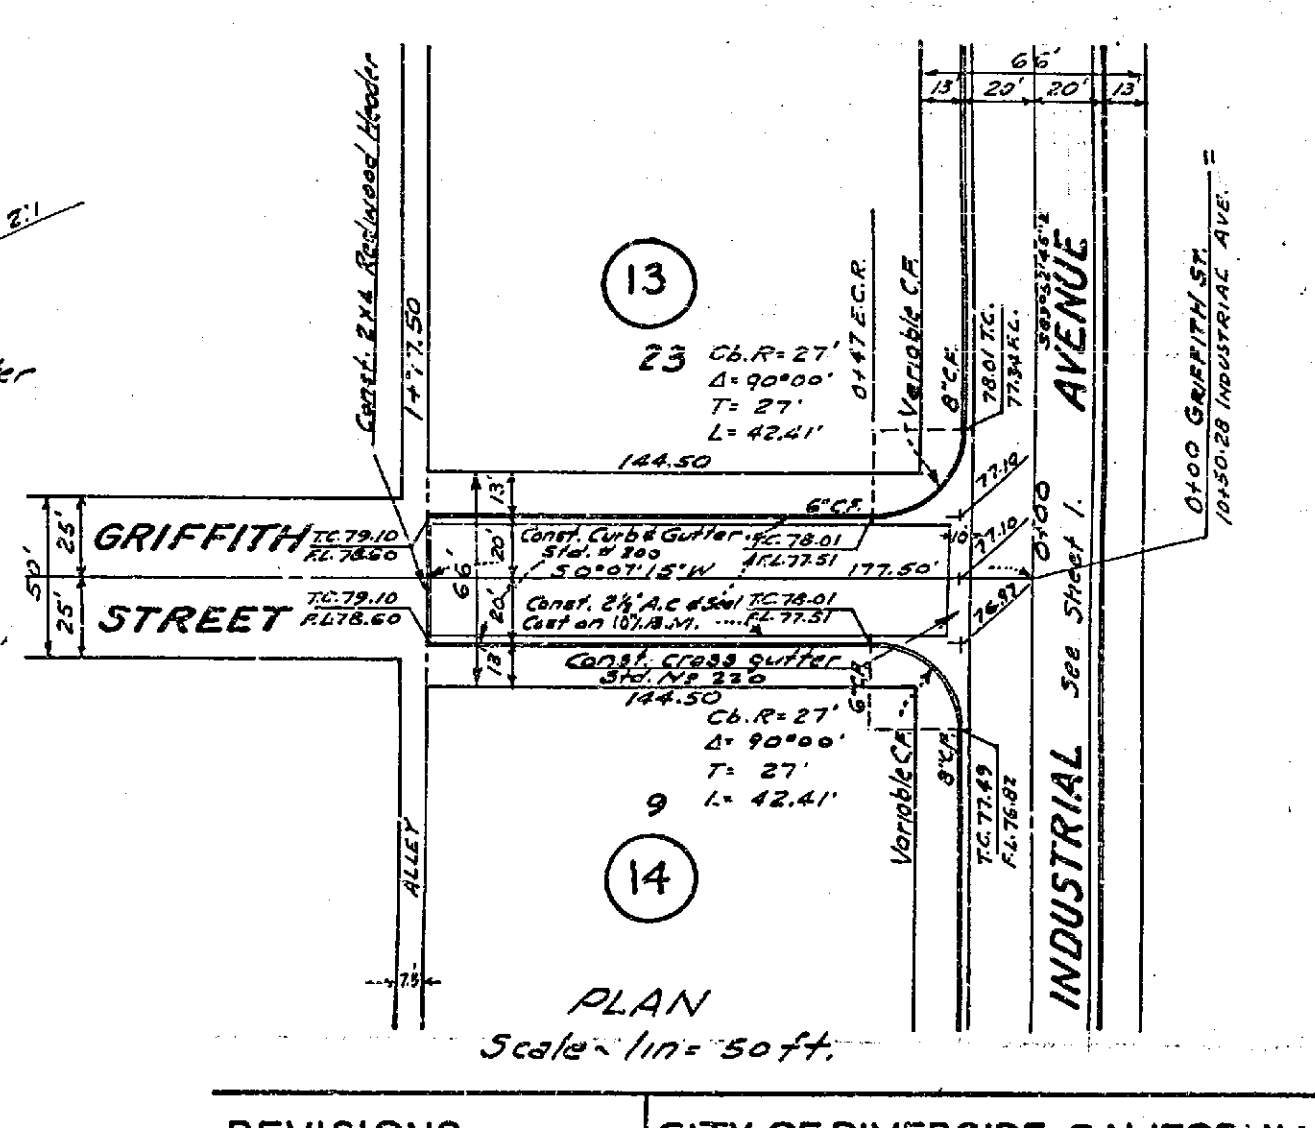 66'
13'
20'
20'
13'
2:1
Const. 2x4 Redwood Header
1+77.50
13
23
Cb.R=27'
Δ=90°00'
T= 27'
L=42.41'
0+47 E.C.R.
Variable C.F.
8"C.F.
78.01 T.C.
77.34 F.L.
AVENUE
0+00 GRIFFITH ST. =
10+50.28 INDUSTRIAL AVE.
144.50
13'
6"C.F.
77.10
50'
25'
25'
GRIFFITH
STREET
T.C.79.10
F.L.78.60
66'
20'
Const. Curb & Gutter
Std. # 200
T.C.78.01
F.L.77.51
77.10
0+00
S0°07'15"W
177.50'
T.C.79.10
F.L.78.60
20'
Const. 2½" A.C & Seal
Coat on
T.C.78.01
F.L.77.51
76.97
See Sheet 1.
13'
Const. cross gutter
Std. No 220
6"C.F.
144.50
Cb.R=27'
Δ= 90°00'
T= 27'
L= 42.41'
Variable C.F.
8"C.F.
T.C.77.49
F.L.76.82
INDUSTRIAL
9
14
ALLEY
7.5'
PLAN
Scale~1in=50ft.
REVISIONS
CITY OF RIVERSIDE, CALIFORNIA